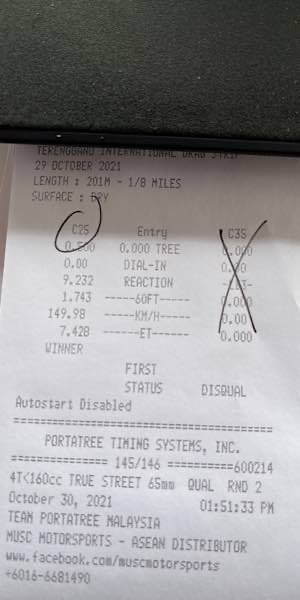 TERENGGANU INTERNATIONAL DRAG STRIP
29 OCTOBER 2021
LENGTH : 201M - 1/8 MILES
SURFACE : DRY
C25 Entry C35
0.500 0.000 TREE 0.000
0.00 DIAL-IN 0.00
9.232 REACTION
1.743 -----60FT------ 0.000
149.98 -----KM/H------ 0.00
7.428 ------ET------- 0.000
WINNER
FIRST
STATUS DISQUAL
Autostart Disabled
========================================
PORTATREE TIMING SYSTEMS, INC.
============== 145/146 ==========600214
4T<160cc TRUE STREET 65mm QUAL RND 2
October 30, 2021 01:51:33 PM
TEAM PORTATREE MALAYSIA
MUSC MOTORSPORTS - ASEAN DISTRIBUTOR
www.facebook.com/muscmotorsports
+6016-6681490